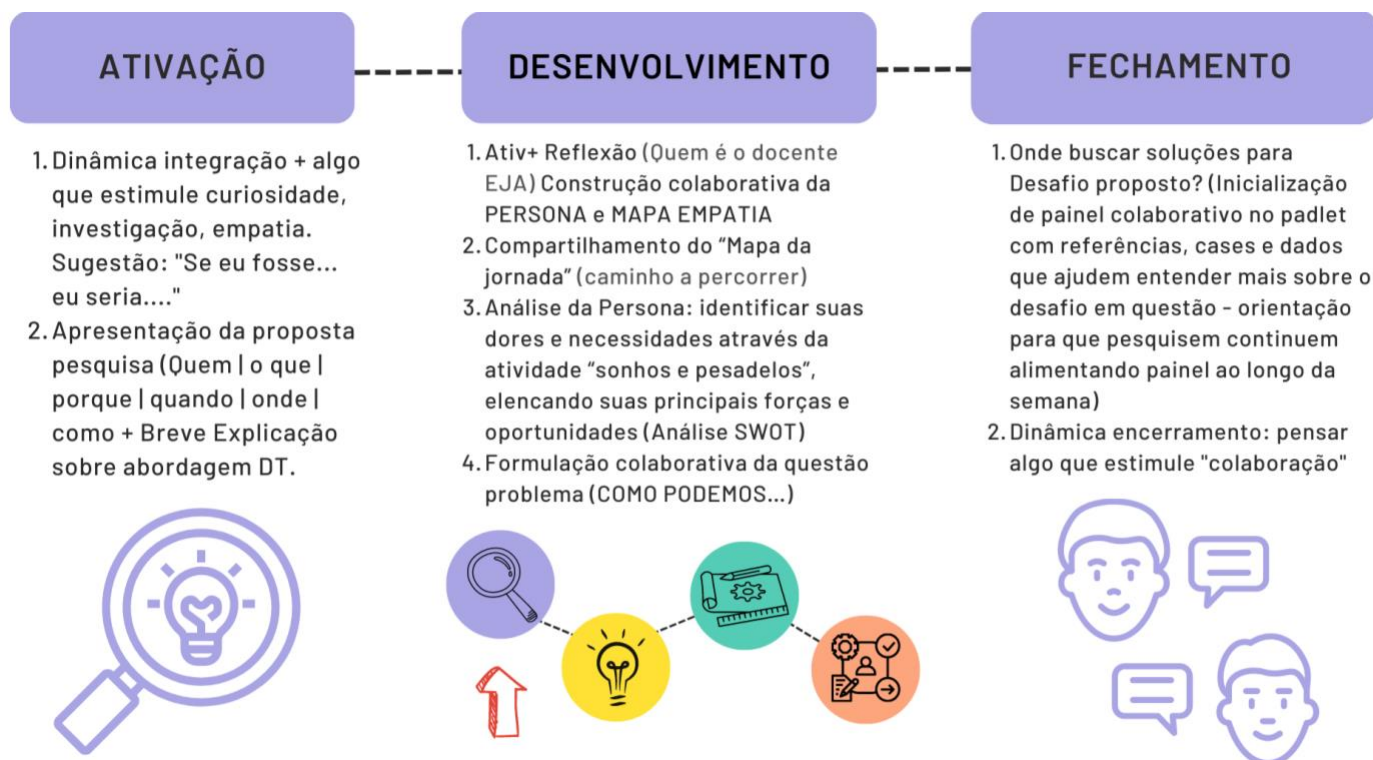 ATIVAÇÃO
1. Dinâmica integração + algo
que estimule curiosidade,
investigação, empatia.
Sugestão: "Se eu fosse...
eu seria...."
2. Apresentação da proposta
pesquisa (Quem | o que |
porque | quando | onde |
como + Breve Explicação
sobre abordagem DT.
DESENVOLVIMENTO
1. Ativ+ Reflexão (Quem é o docente
EJA) Construção colaborativa da
PERSONA e MAPA EMPATIA
2. Compartilhamento do “Mapa da
jornada” (caminho a percorrer)
3. Análise da Persona: identificar suas
dores e necessidades através da
atividade “sonhos e pesadelos”,
elencando suas principais forças e
oportunidades (Análise SWOT)
4. Formulação colaborativa da questão
problema (COMO PODEMOS...)
FECHAMENTO
1. Onde buscar soluções para
Desafio proposto? (Inicialização
de painel colaborativo no padlet
com referências, cases e dados
que ajudem entender mais sobre o
desafio em questão - orientação
para que pesquisem continuem
alimentando painel ao longo da
semana)
2. Dinâmica encerramento: pensar
algo que estimule "colaboração"